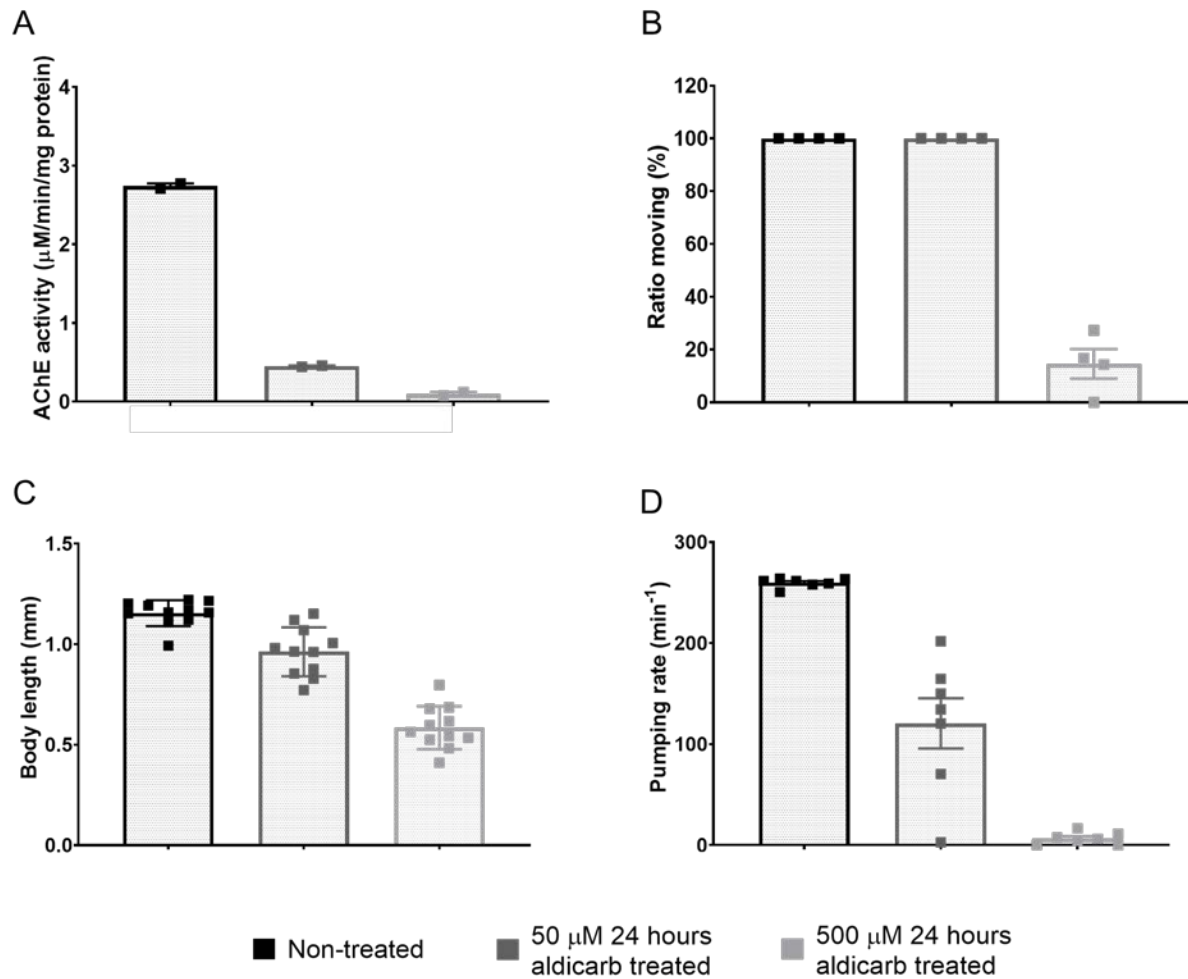 A
AChE activity (μM/min/mg protein)
4
3
2
1
0
B
Ratio moving (%)
120
100
80
60
40
20
0
C
Body length (mm)
1.5
1.0
0.5
0.0
D
Pumping rate (min⁻¹)
300
200
100
0
Non-treated
50 μM 24 hours
aldicarb treated
500 μM 24 hours
aldicarb treated